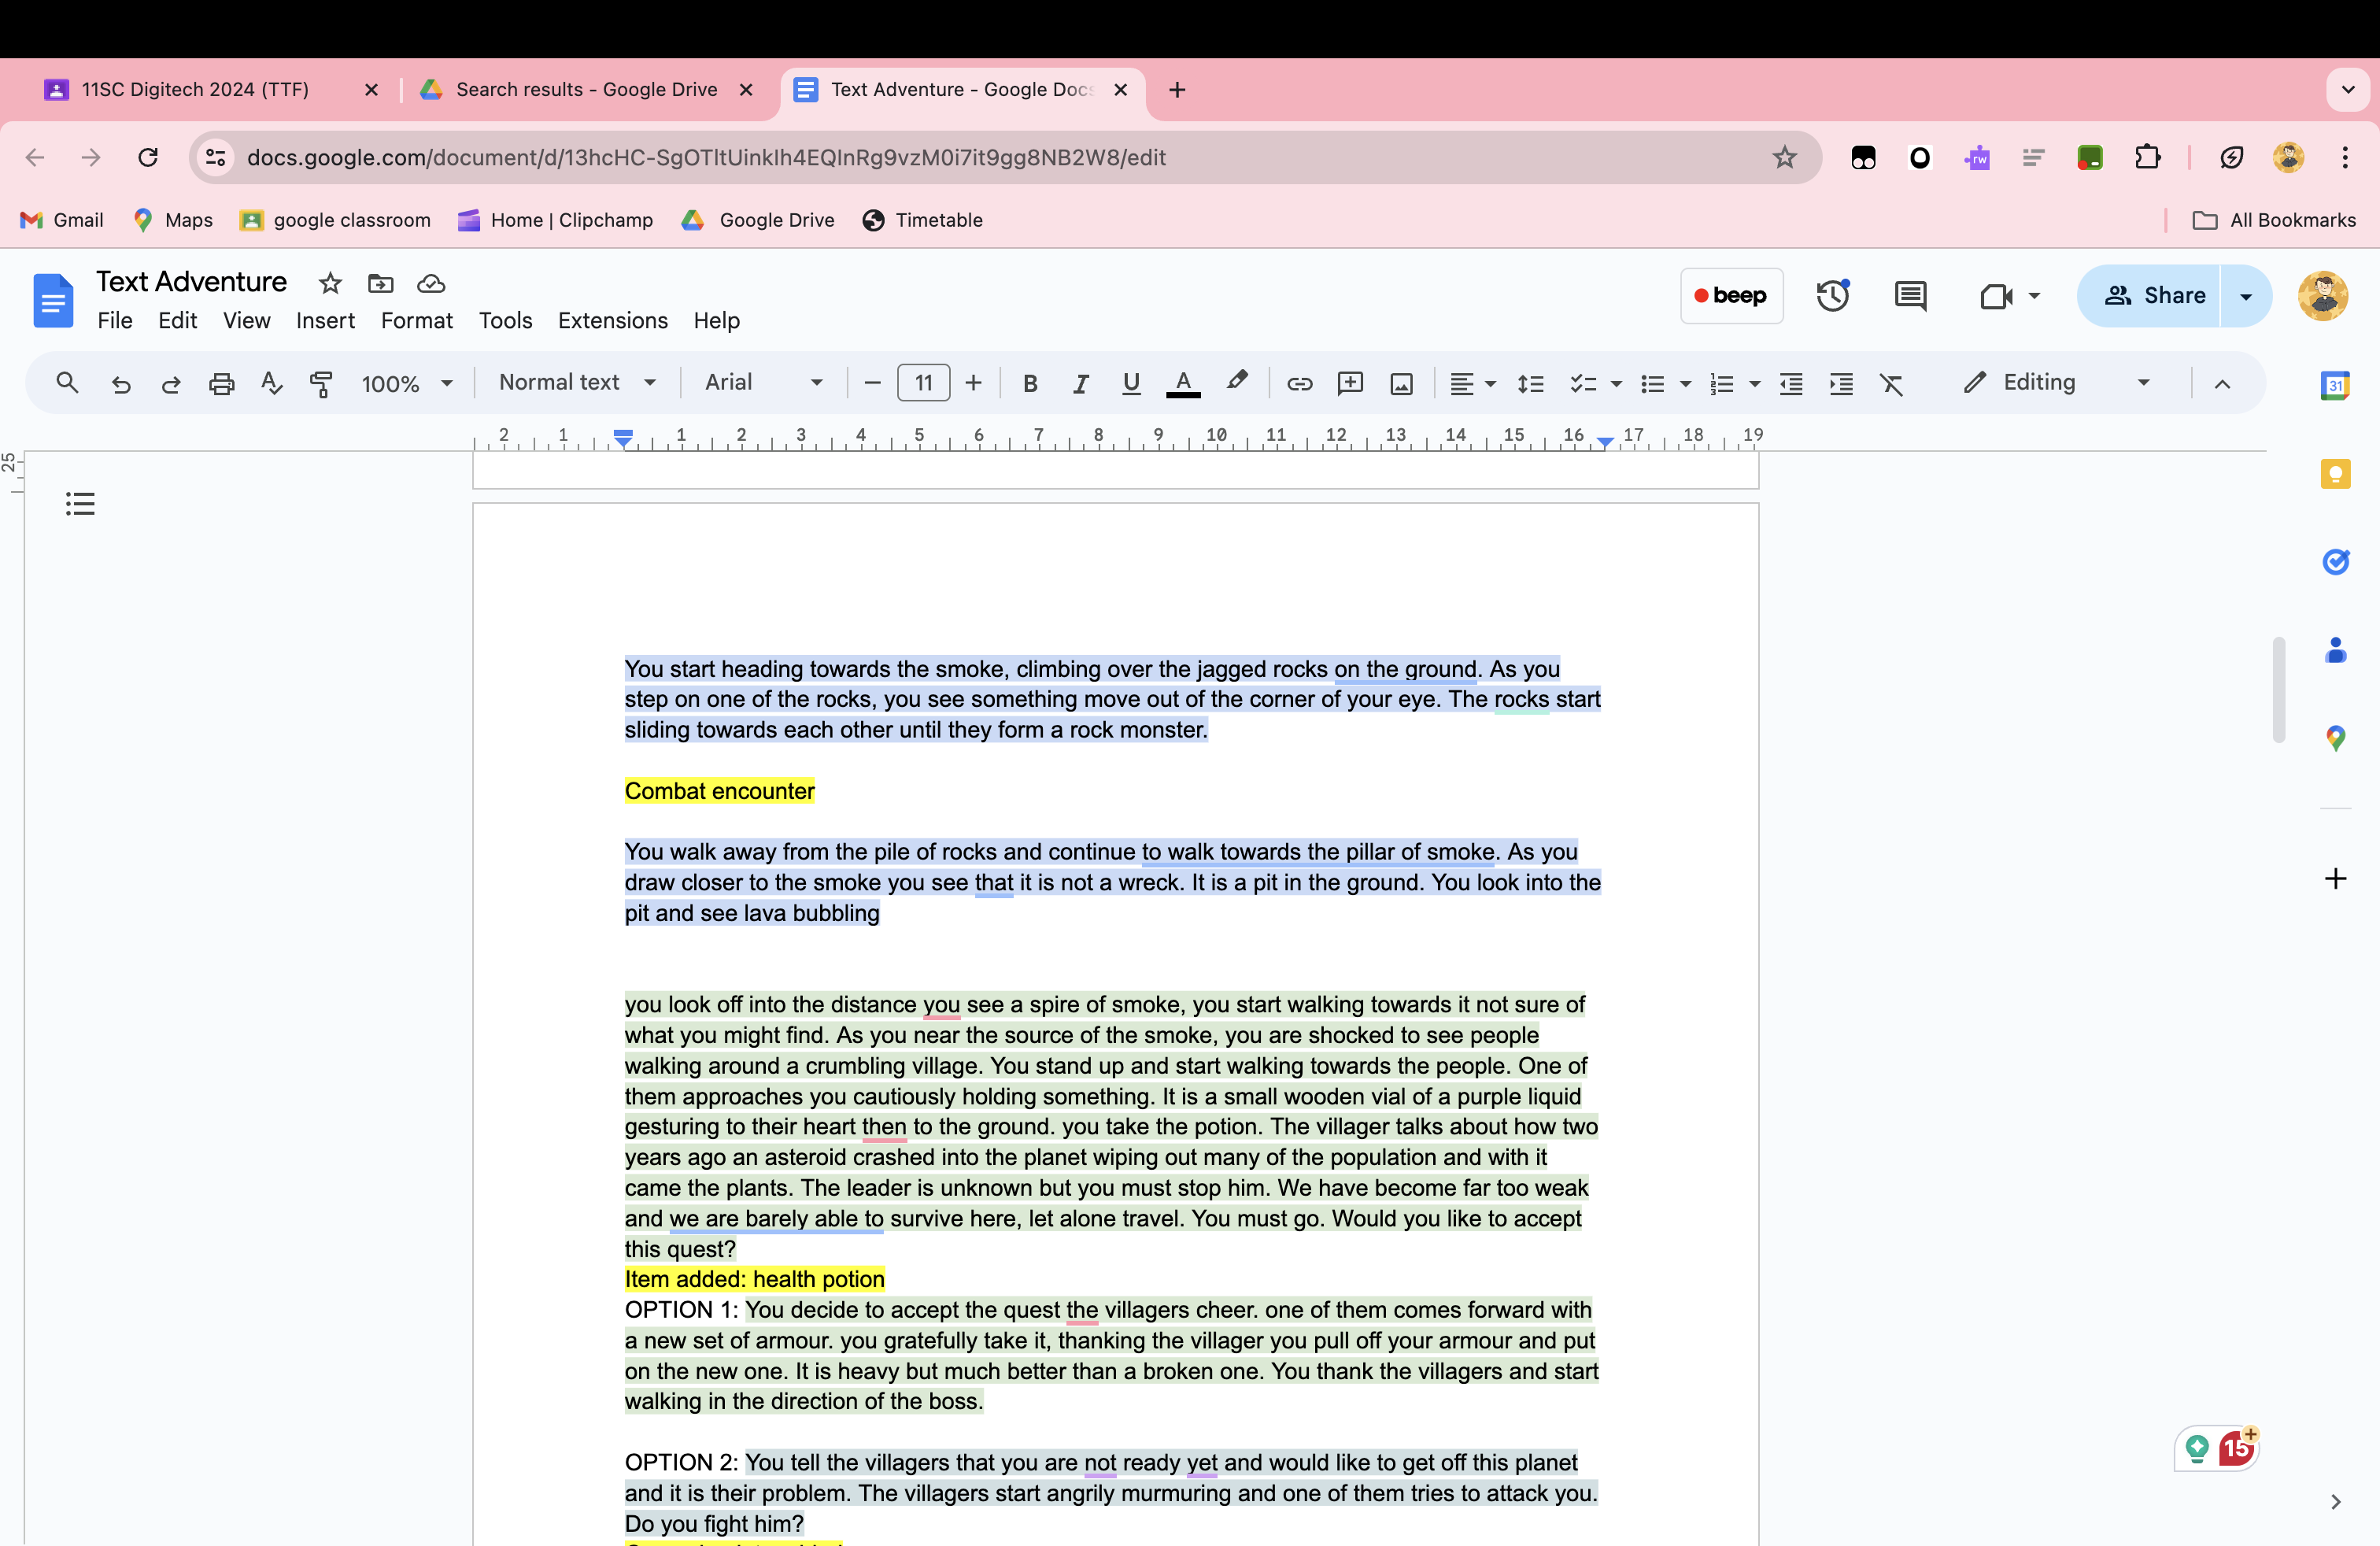 11SC Digitech 2024 (TTF)
Search results - Google Drive
Text Adventure - Google Docs
docs.google.com/document/d/13hcHC-SgOTltUinklh4EQInRg9vzM0i7it9gg8NB2W8/edit
rw
Gmail
Maps
google classroom
Home | Clipchamp
Google Drive
Timetable
All Bookmarks
Text Adventure
beep
Share
File Edit View Insert Format Tools Extensions Help
100% Normal text Arial 11 B I U A Editing
31
2 1 1 2 3 4 5 6 7 8 9 10 11 12 13 14 15 16 17 18 19
25
You start heading towards the smoke, climbing over the jagged rocks on the ground. As you
step on one of the rocks, you see something move out of the corner of your eye. The rocks start
sliding towards each other until they form a rock monster.
Combat encounter
You walk away from the pile of rocks and continue to walk towards the pillar of smoke. As you
draw closer to the smoke you see that it is not a wreck. It is a pit in the ground. You look into the
pit and see lava bubbling
you look off into the distance you see a spire of smoke, you start walking towards it not sure of
what you might find. As you near the source of the smoke, you are shocked to see people
walking around a crumbling village. You stand up and start walking towards the people. One of
them approaches you cautiously holding something. It is a small wooden vial of a purple liquid
gesturing to their heart then to the ground. you take the potion. The villager talks about how two
years ago an asteroid crashed into the planet wiping out many of the population and with it
came the plants. The leader is unknown but you must stop him. We have become far too weak
and we are barely able to survive here, let alone travel. You must go. Would you like to accept
this quest?
Item added: health potion
OPTION 1: You decide to accept the quest the villagers cheer. one of them comes forward with
a new set of armour. you gratefully take it, thanking the villager you pull off your armour and put
on the new one. It is heavy but much better than a broken one. You thank the villagers and start
walking in the direction of the boss.
OPTION 2: You tell the villagers that you are not ready yet and would like to get off this planet
and it is their problem. The villagers start angrily murmuring and one of them tries to attack you.
Do you fight him?
15